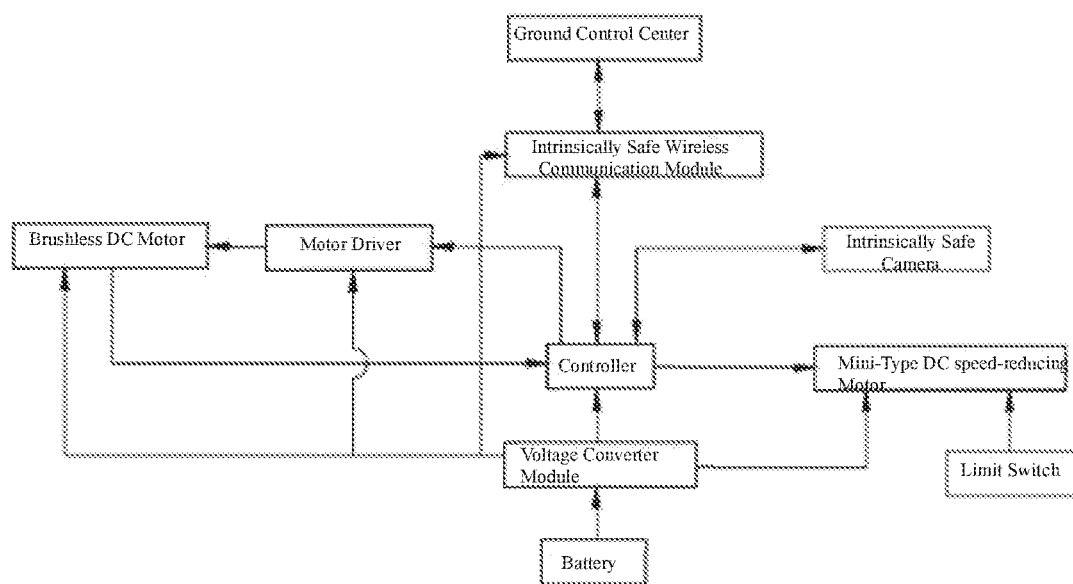 Ground Control Center
Intrinsically Safe Wireless
Communication Module
Brushless DC Motor
Motor Driver
Intrinsically Safe
Camera
Controller
Mini-Type DC speed-reducing
Motor
Voltage Converter
Module
Limit Switch
Battery